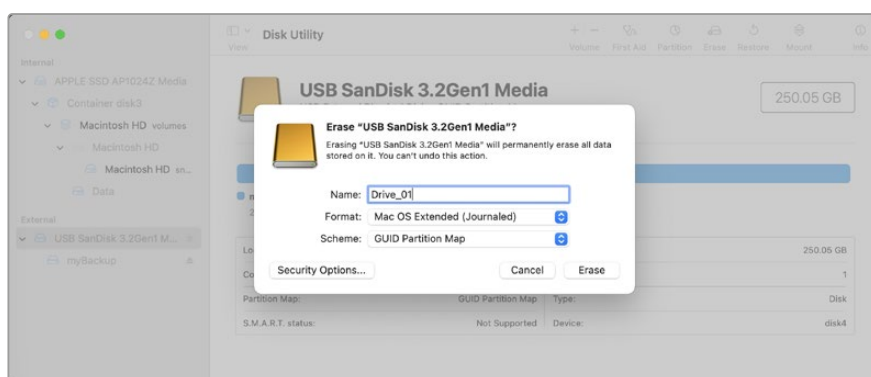 Disk Utility
View
Volume First Aid Partition Erase Restore Mount Info
Internal
APPLE SSD AP1024Z Media
Container disk3
Macintosh HD volumes
Macintosh HD
Macintosh HD sn...
Data
External
USB SanDisk 3.2Gen1 M...
myBackup
USB SanDisk 3.2Gen1 Media
250.05 GB
Erase “USB SanDisk 3.2Gen1 Media”?
Erasing “USB SanDisk 3.2Gen1 Media” will permanently erase all data
stored on it. You can’t undo this action.
Name: Drive_01
Format: Mac OS Extended (Journaled)
Scheme: GUID Partition Map
Security Options... Cancel Erase
250.05 GB
1
Partition Map: GUID Partition Map Type: Disk
S.M.A.R.T. status: Not Supported Device: disk4